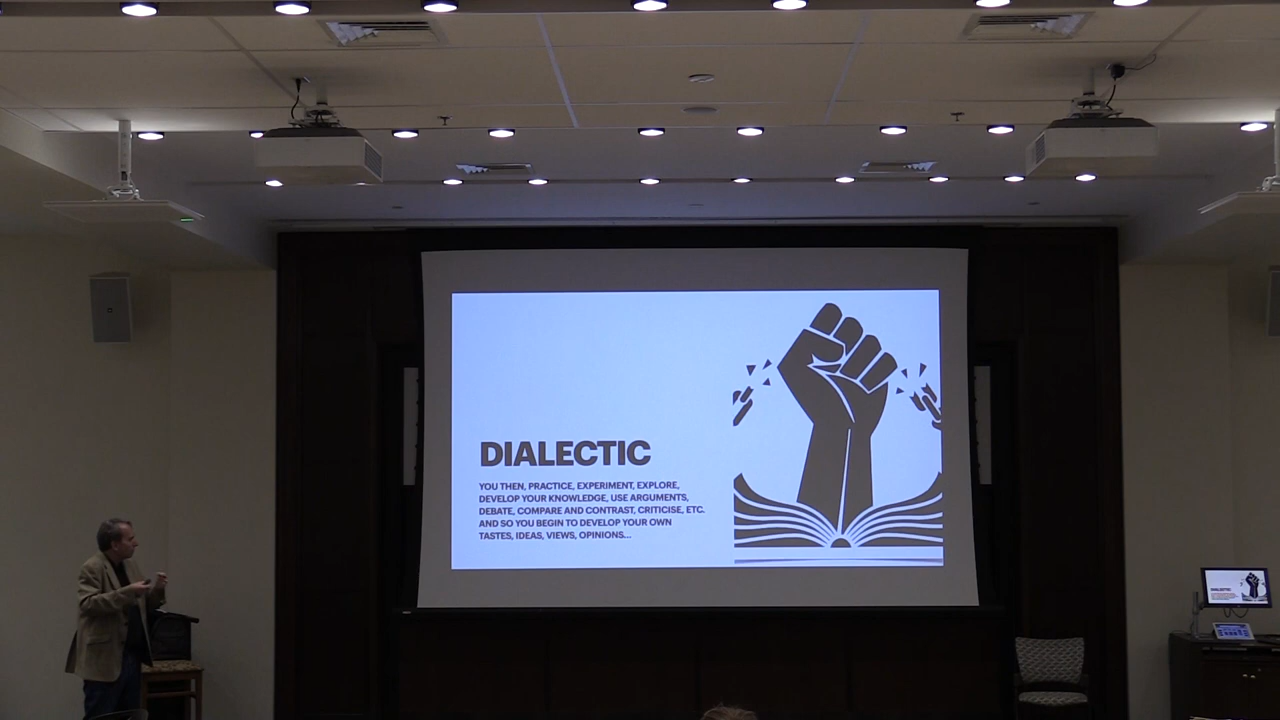 DIALECTIC
YOU THEN, PRACTICE, EXPERIMENT, EXPLORE,
DEVELOP YOUR KNOWLEDGE, USE ARGUMENTS,
DEBATE, COMPARE AND CONTRAST, CRITICISE, ETC.
AND SO YOU BEGIN TO DEVELOP YOUR OWN
TASTES, IDEAS, VIEWS, OPINIONS...
DIALECTIC